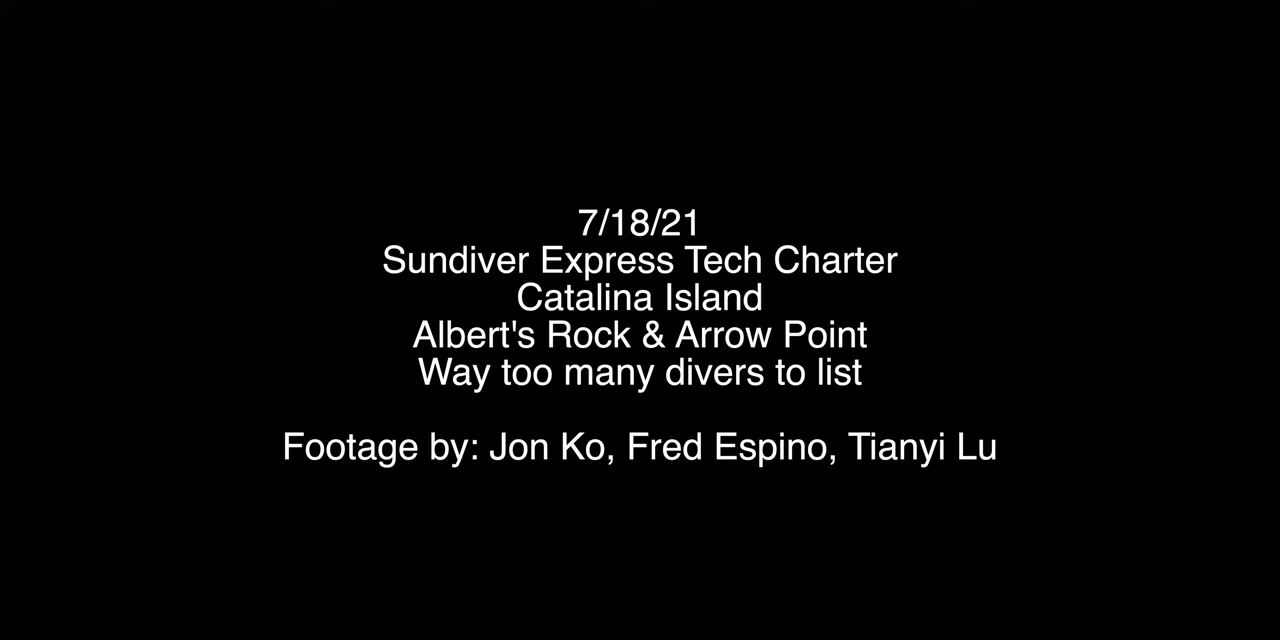 7/18/21
Sundiver Express Tech Charter
Catalina Island
Albert's Rock & Arrow Point
Way too many divers to list
Footage by: Jon Ko, Fred Espino, Tianyi Lu